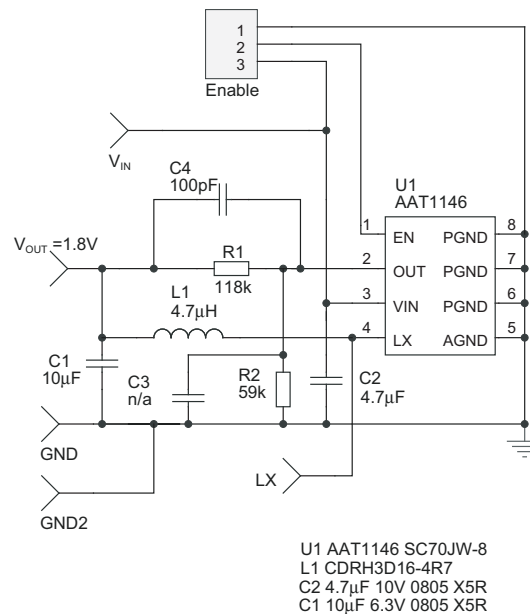 1
2
3
Enable
V_IN
C4
100pF
U1
AAT1146
1
EN
PGND
8
V_OUT =1.8V
R1
118k
2
OUT
PGND
7
L1
4.7μH
3
VIN
PGND
6
4
LX
AGND
5
C1
10μF
C3
n/a
R2
59k
C2
4.7μF
GND
LX
GND2
U1 AAT1146 SC70JW-8
L1 CDRH3D16-4R7
C2 4.7μF 10V 0805 X5R
C1 10μF 6.3V 0805 X5R